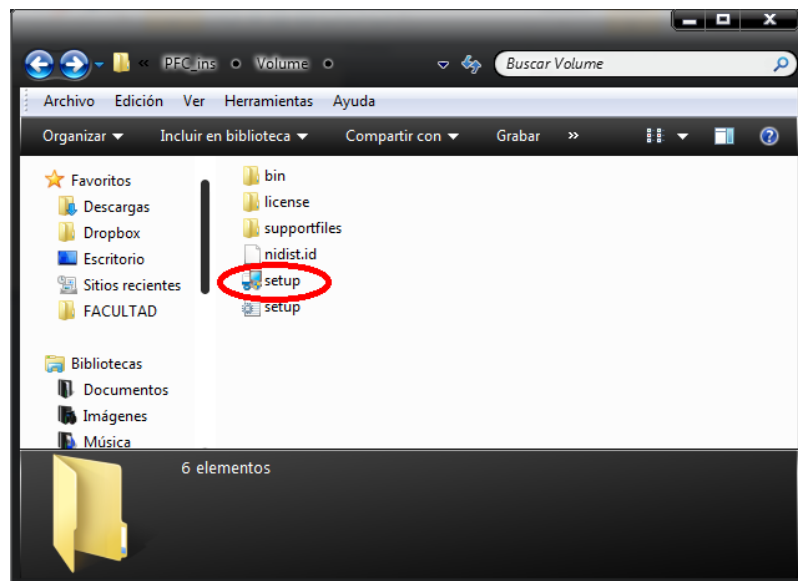 « PFC_ins • Volume • Buscar Volume
Archivo Edición Ver Herramientas Ayuda
Organizar Incluir en biblioteca Compartir con Grabar »
Favoritos
Descargas
Dropbox
Escritorio
Sitios recientes
FACULTAD
Bibliotecas
Documentos
Imágenes
Música
bin
license
supportfiles
nidist.id
setup
setup
6 elementos